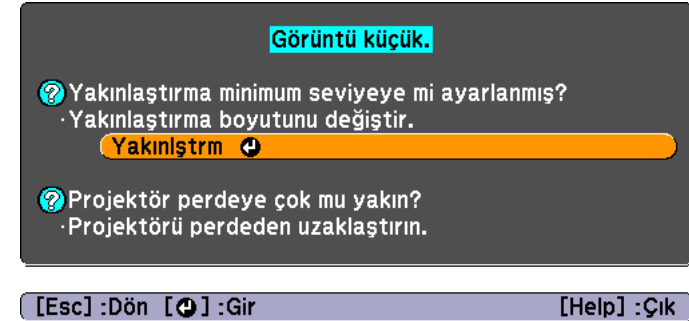 Görüntü küçük.
Yakınlaştırma minimum seviyeye mi ayarlanmış?
·Yakınlaştırma boyutunu değiştir.
Yakınlştrm
Projektör perdeye çok mu yakın?
·Projektörü perdeden uzaklaştırın.
[Esc] :Dön [⏎] :Gir [Help] :Çık